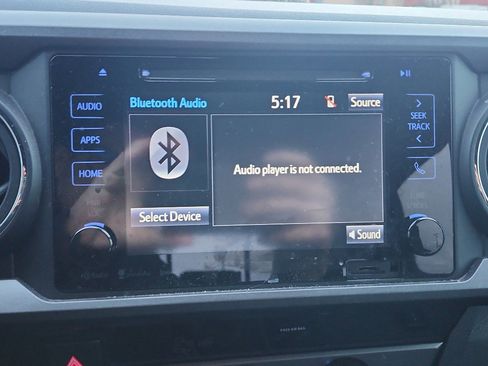 Bluetooth Audio 5:17 Source
AUDIO
APPS
HOME
SEEK
TRACK
Audio player is not connected.
Select Device
Sound